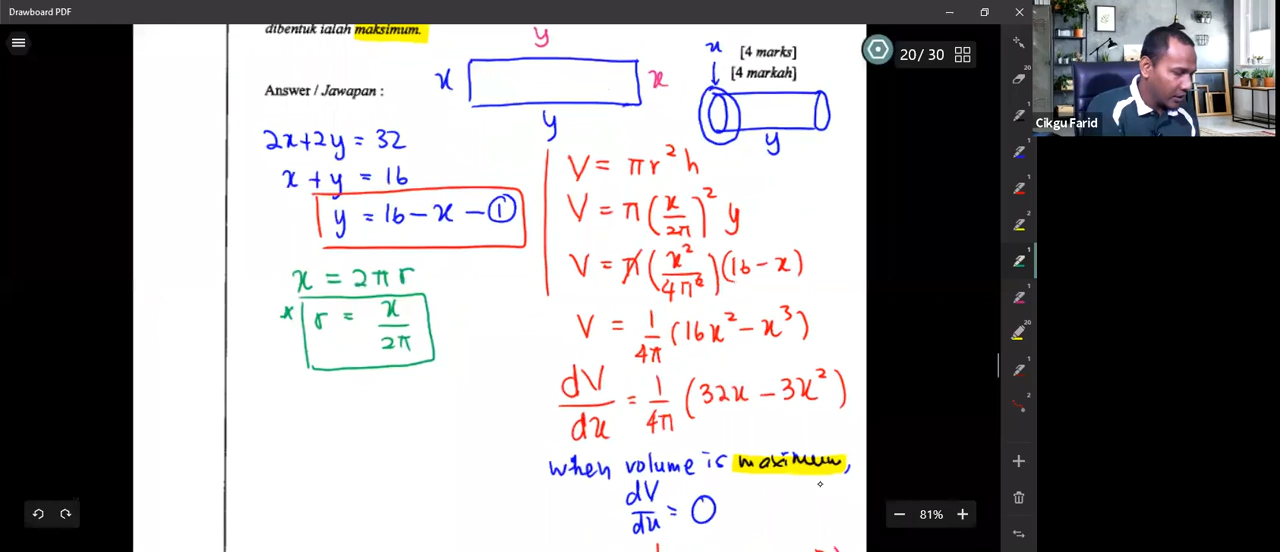 Drawboard PDF
dibentuk ialah maksimum.
20 / 30
[4 marks]
[4 markah]
Answer / Jawapan :
y
x
x
y
x
y
2x + 2y = 32
x + y = 16
y = 16 - x - ①
x = 2πr
* r = x/2π
V = πr² h
V = π (x/2π)² y
V = π (x²/4π²)(16 - x)
V = 1/4π (16x² - x³)
dV/dx = 1/4π (32x - 3x²)
when volume is maximum,
dV/dx = 0
Cikgu Farid
81%